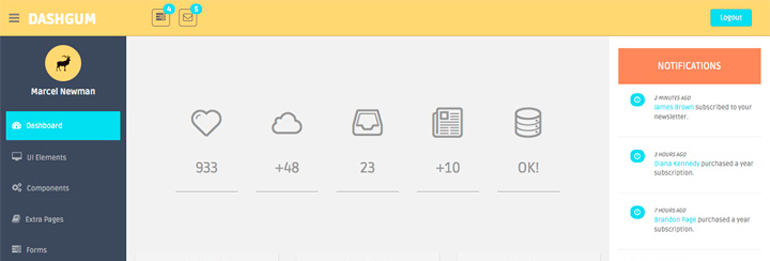 DASHGUM
4
5
Logout
Marcel Newman
Dashboard
UI Elements
Components
Extra Pages
Forms
933
+48
23
+10
OK!
NOTIFICATIONS
2 MINUTES AGO
James Brown subscribed to your
newsletter.
3 HOURS AGO
Diana Kennedy purchased a year
subscription.
7 HOURS AGO
Brandon Page purchased a year
subscription.